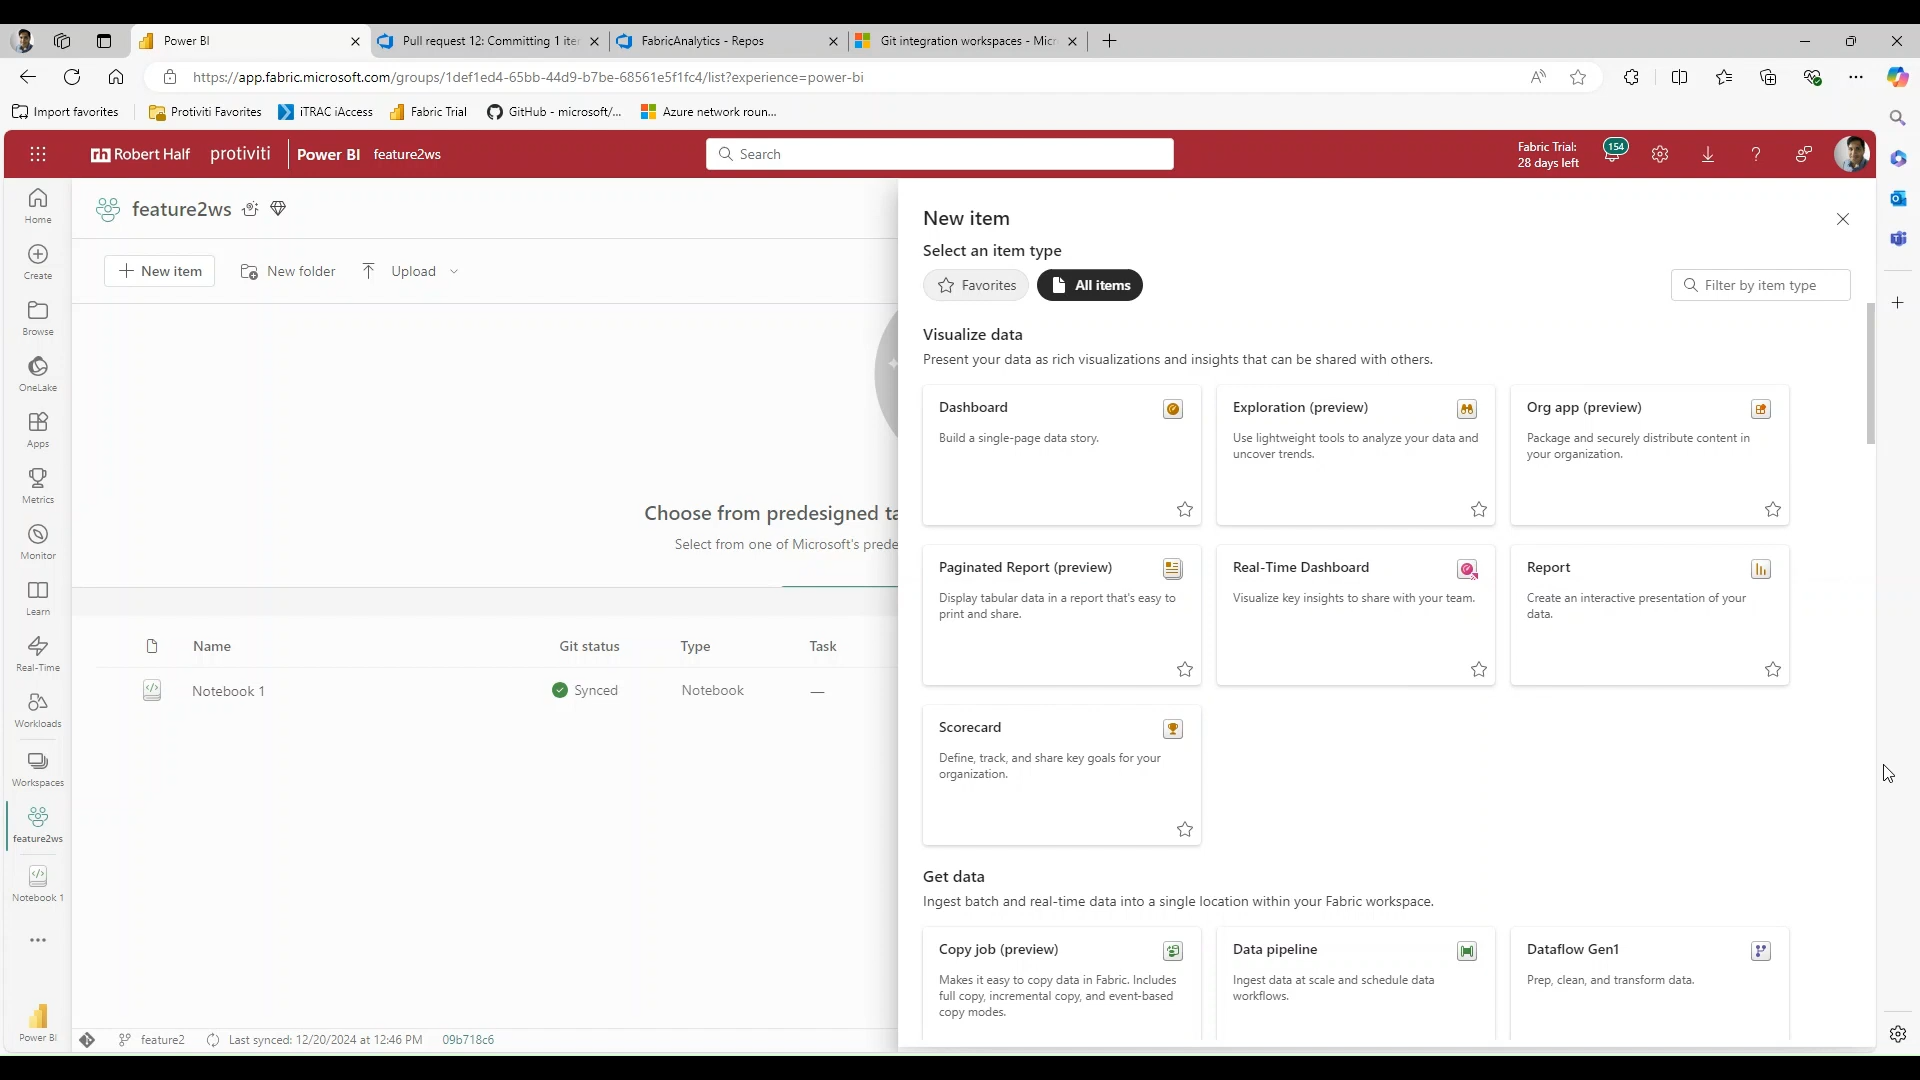 Power BI
Pull request 12: Committing 1 iter
FabricAnalytics - Repos
Git integration workspaces - Micr
https://app.fabric.microsoft.com/groups/1def1ed4-65bb-44d9-b7be-68561e5f1fc4/list?experience=power-bi
Import favorites
Protiviti Favorites
iTRAC iAccess
Fabric Trial
GitHub - microsoft/...
Azure network roun...
rh Robert Half protiviti Power BI feature2ws
Search
Fabric Trial:
28 days left
154
Home
Create
Browse
OneLake
Apps
Metrics
Monitor
Learn
Real-Time
Workloads
Workspaces
feature2ws
Notebook 1
Power BI
feature2ws
New item
New folder
Upload
Choose from predesigned ta
Select from one of Microsoft's prede
Name Git status Type Task
Notebook 1 Synced Notebook —
feature2
Last synced: 12/20/2024 at 12:46 PM
09b718c6
New item
Select an item type
Favorites
All items
Filter by item type
Visualize data
Present your data as rich visualizations and insights that can be shared with others.
Dashboard
Build a single-page data story.
Exploration (preview)
Use lightweight tools to analyze your data and
uncover trends.
Org app (preview)
Package and securely distribute content in
your organization.
Paginated Report (preview)
Display tabular data in a report that's easy to
print and share.
Real-Time Dashboard
Visualize key insights to share with your team.
Report
Create an interactive presentation of your
data.
Scorecard
Define, track, and share key goals for your
organization.
Get data
Ingest batch and real-time data into a single location within your Fabric workspace.
Copy job (preview)
Makes it easy to copy data in Fabric. Includes
full copy, incremental copy, and event-based
copy modes.
Data pipeline
Ingest data at scale and schedule data
workflows.
Dataflow Gen1
Prep, clean, and transform data.